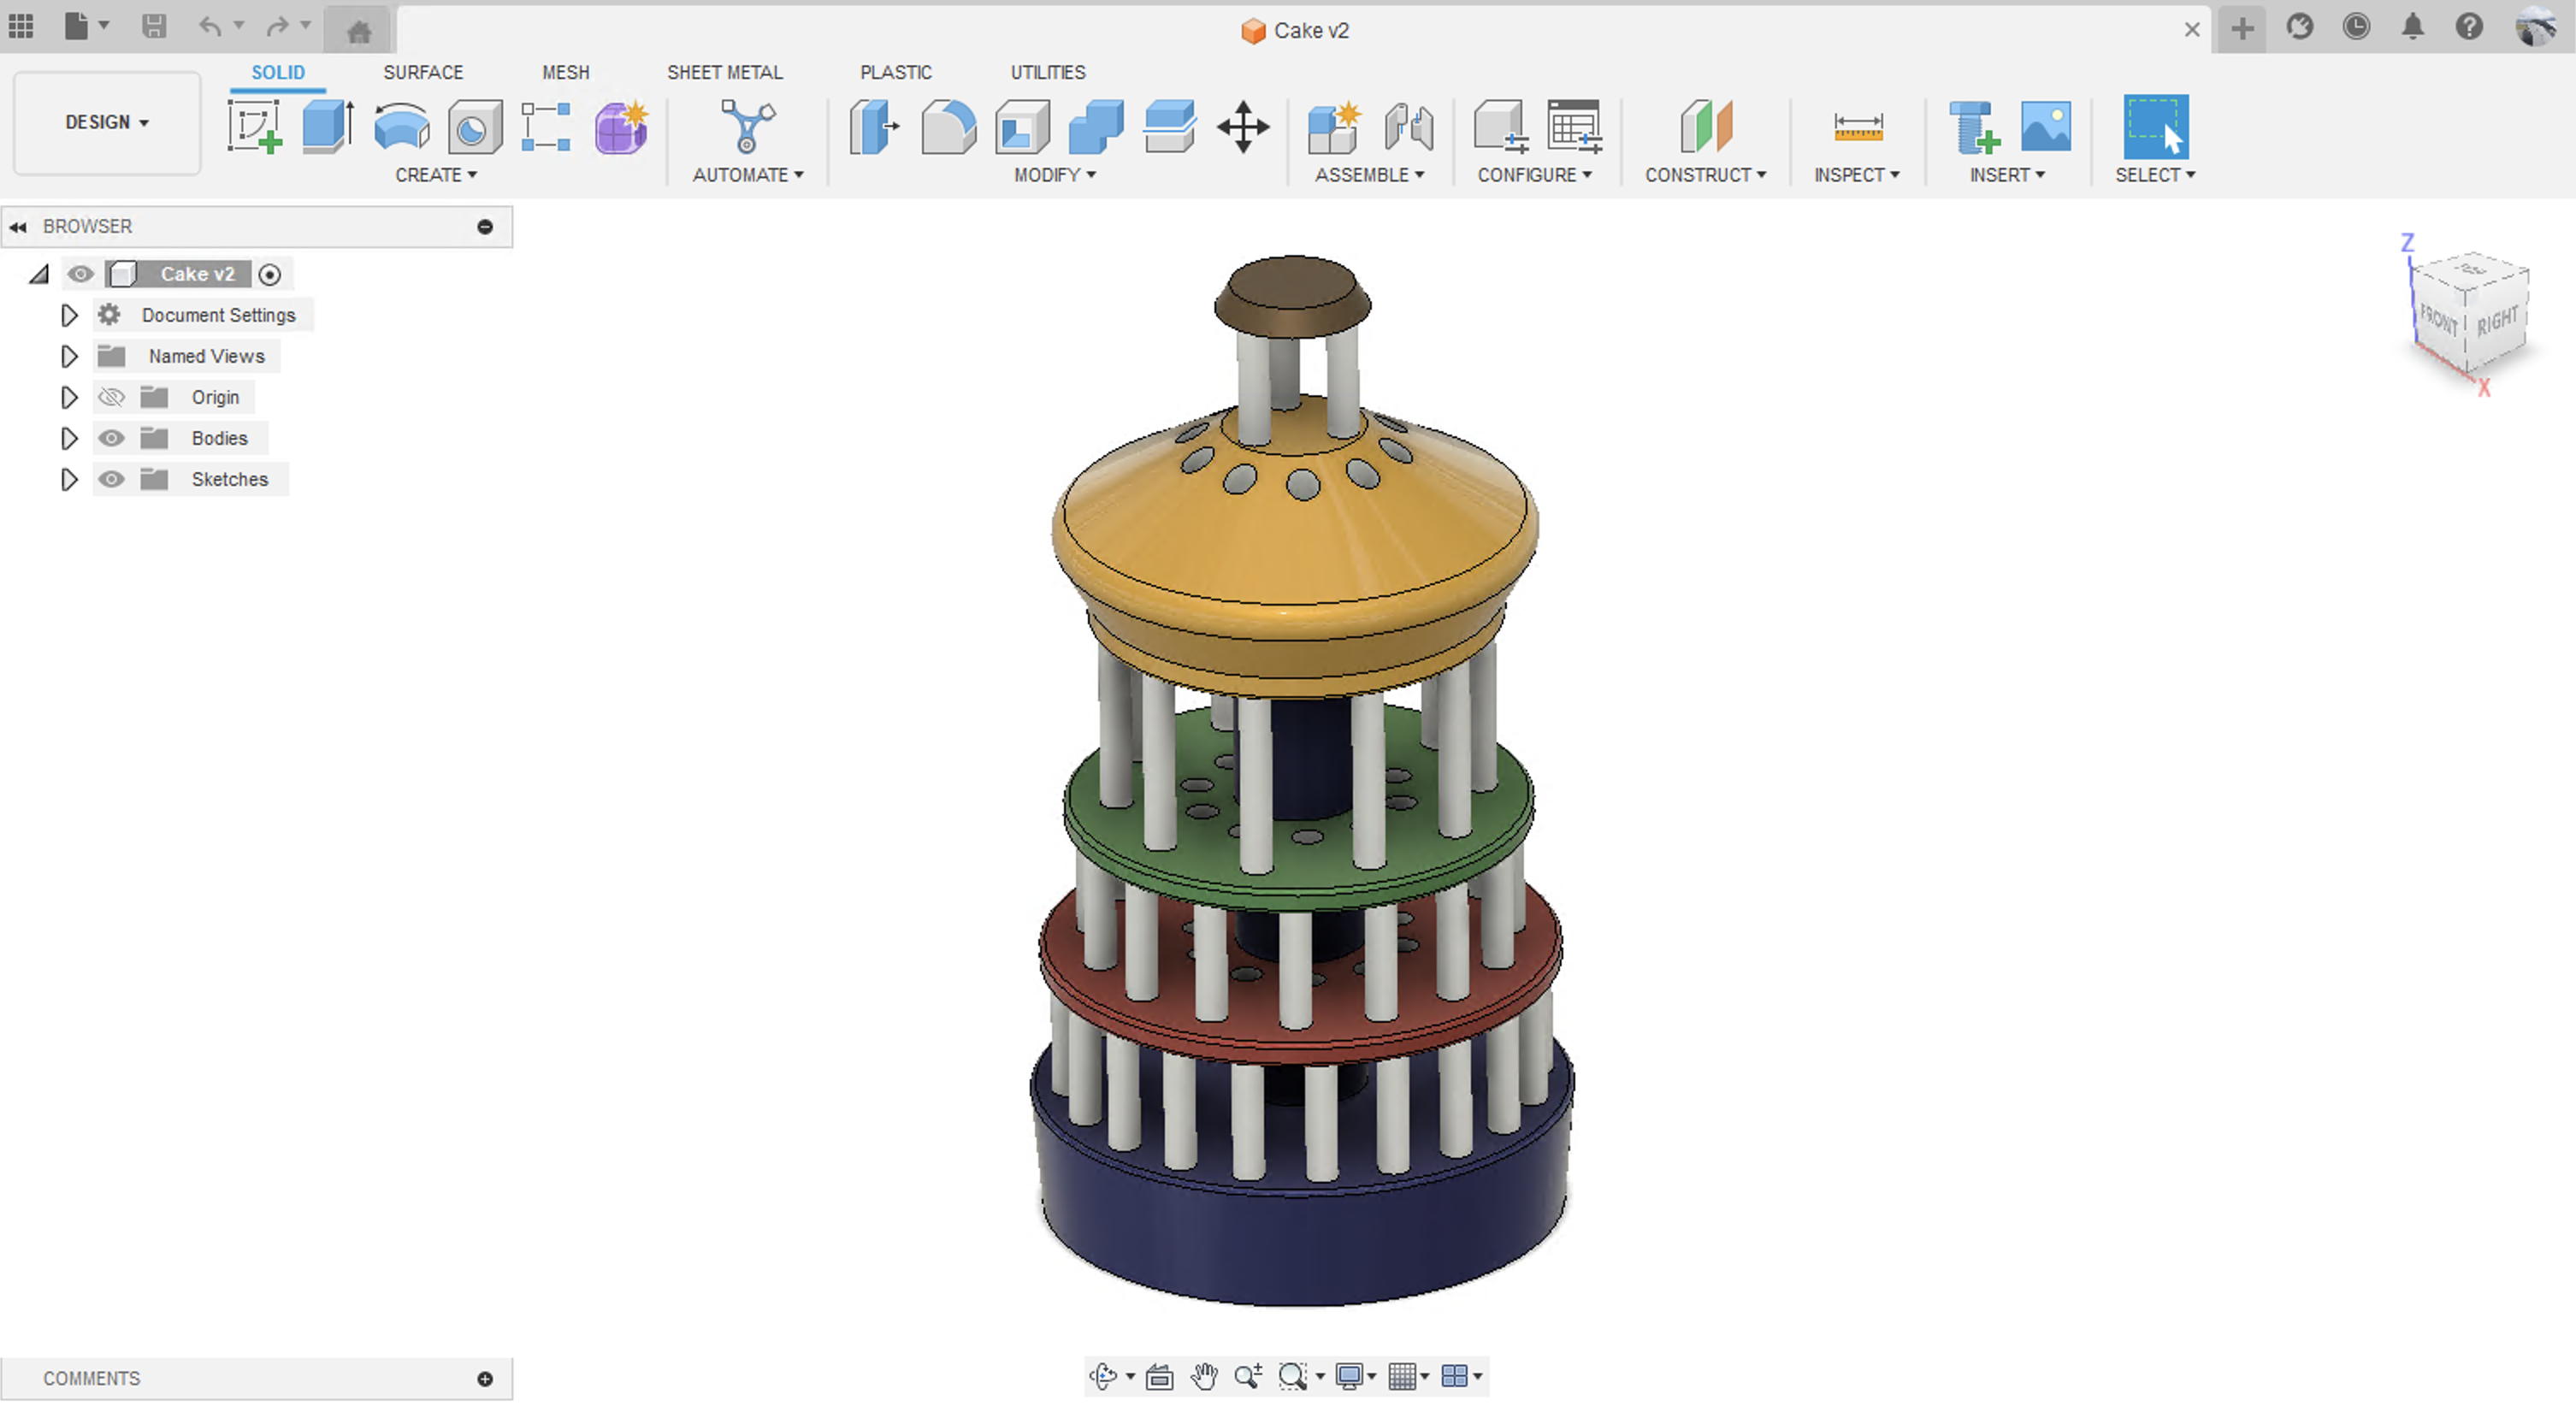 Cake v2
SOLID SURFACE MESH SHEET METAL PLASTIC UTILITIES
DESIGN
CREATE AUTOMATE MODIFY ASSEMBLE CONFIGURE CONSTRUCT INSPECT INSERT SELECT
BROWSER
Cake v2
Document Settings
Named Views
Origin
Bodies
Sketches
Z
TOP
FRONT RIGHT
X
COMMENTS